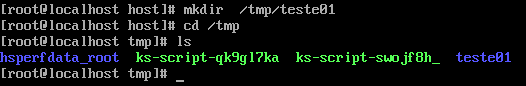 [root@localhost host]# mkdir  /tmp/teste01
[root@localhost host]# cd /tmp
[root@localhost tmp]# ls
hsperfdata_root  ks-script-qk9gl7ka  ks-script-swojf8h_  teste01
[root@localhost tmp]# _